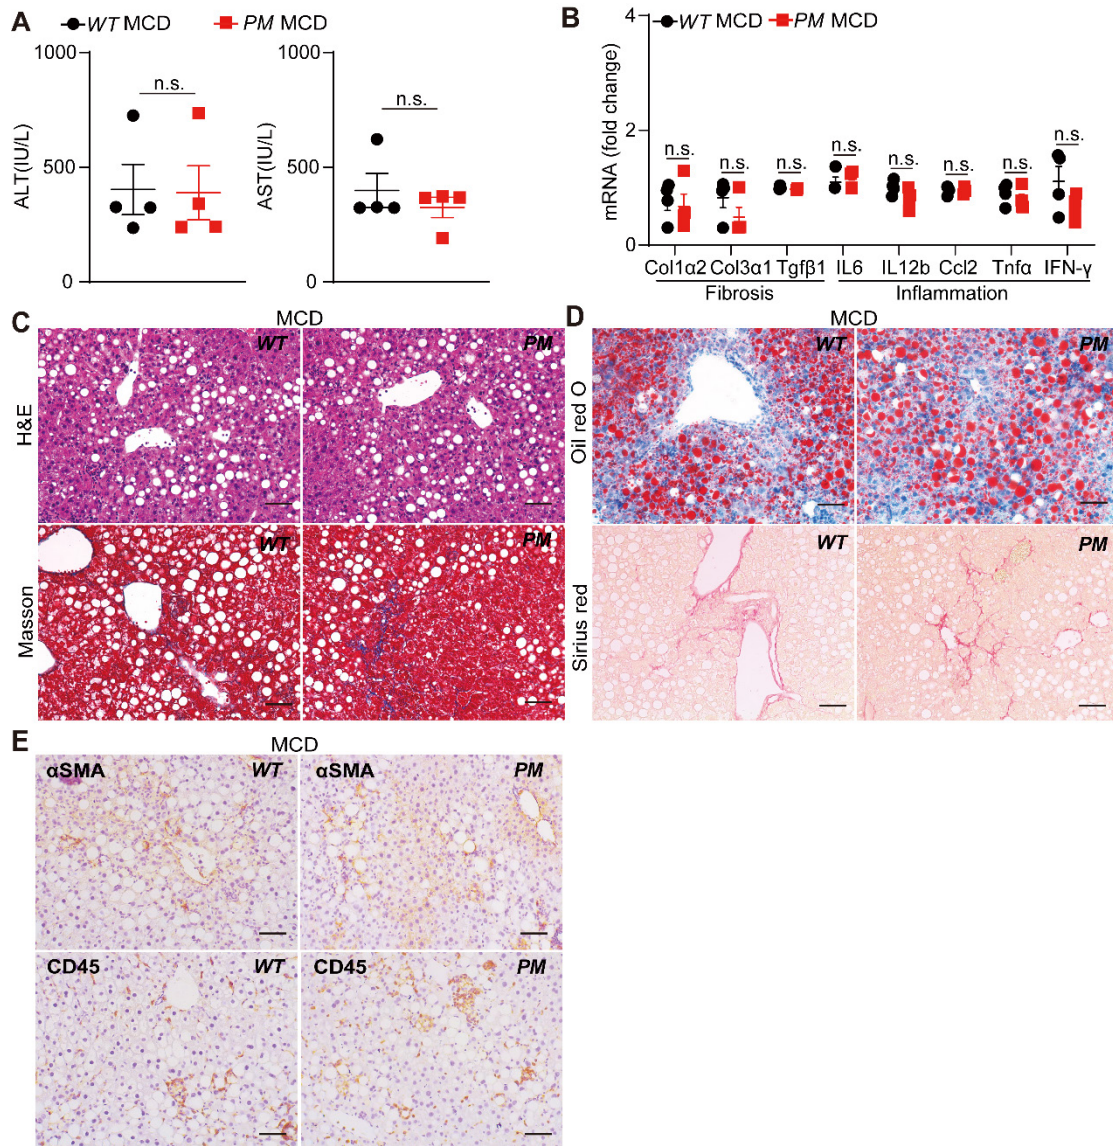 A
WT MCD
PM MCD
ALT(IU/L)
1000
500
0
n.s.
AST(IU/L)
1000
500
0
n.s.
B
WT MCD
PM MCD
mRNA (fold change)
4
2
0
n.s. n.s. n.s. n.s. n.s. n.s. n.s. n.s.
Col1α2 Col3α1 Tgfβ1 IL6 IL12b Ccl2 Tnfα IFN-γ
Fibrosis Inflammation
C
MCD
H&E
WT
PM
Masson
WT
PM
D
MCD
Oil red O
WT
PM
Sirius red
WT
PM
E
MCD
αSMA WT
αSMA PM
CD45 WT
CD45 PM